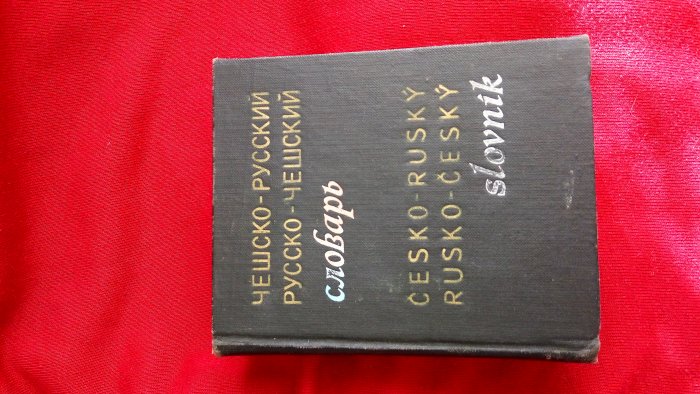 ЧЕШСКО-РУССКИЙ
РУССКО-ЧЕШСКИЙ
словарь
ČESKO-RUSKÝ
RUSKO-ČESKÝ
slovník